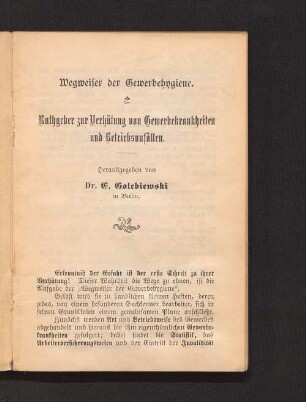 Wegweiser der Gewerbehygiene.
Rathgeber zur Verhütung von Gewerbekrankheiten
und Betriebsunfällen.
Herausgegeben von
Dr. E. Golebiewski
in Berlin.
Erkenntniß der Gefahr ist der erste Schritt zu ihrer
Verhütung! Dieser Wahrheit die Wege zu ebnen, ist die
Aufgabe der „Wegweiser der Gewerbehygiene“.
Gelöst wird sie in handlichen kleinen Heften, deren
jedes, von einem besonderen Sachkenner bearbeitet, sich in
seinen Grundlinien einem gemeinsamen Plane anschließt.
Zunächst werden Art und Betriebsweise des Gewerbes
abgehandelt und hieraus die ihm eigenthümlichen Gewerbe-
krankheiten gefolgert; dabei findet die Statistik, das
Arbeiterversicherungswesen und der Eintritt der Invalidität